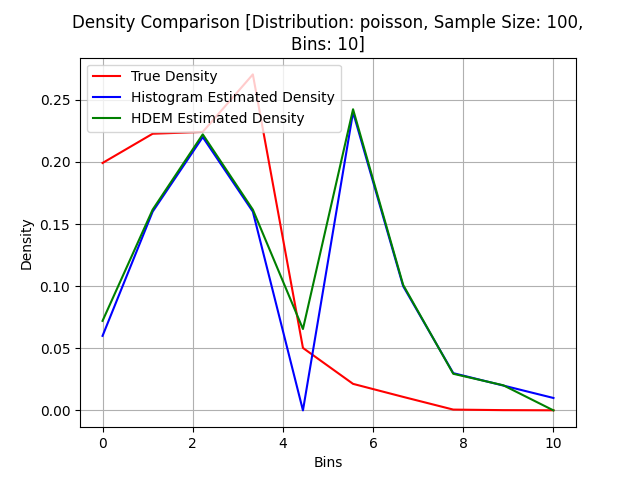 Density Comparison [Distribution: poisson, Sample Size: 100,
Bins: 10]
True Density
Histogram Estimated Density
HDEM Estimated Density
Density
0.25
0.20
0.15
0.10
0.05
0.00
0 2 4 6 8 10
Bins